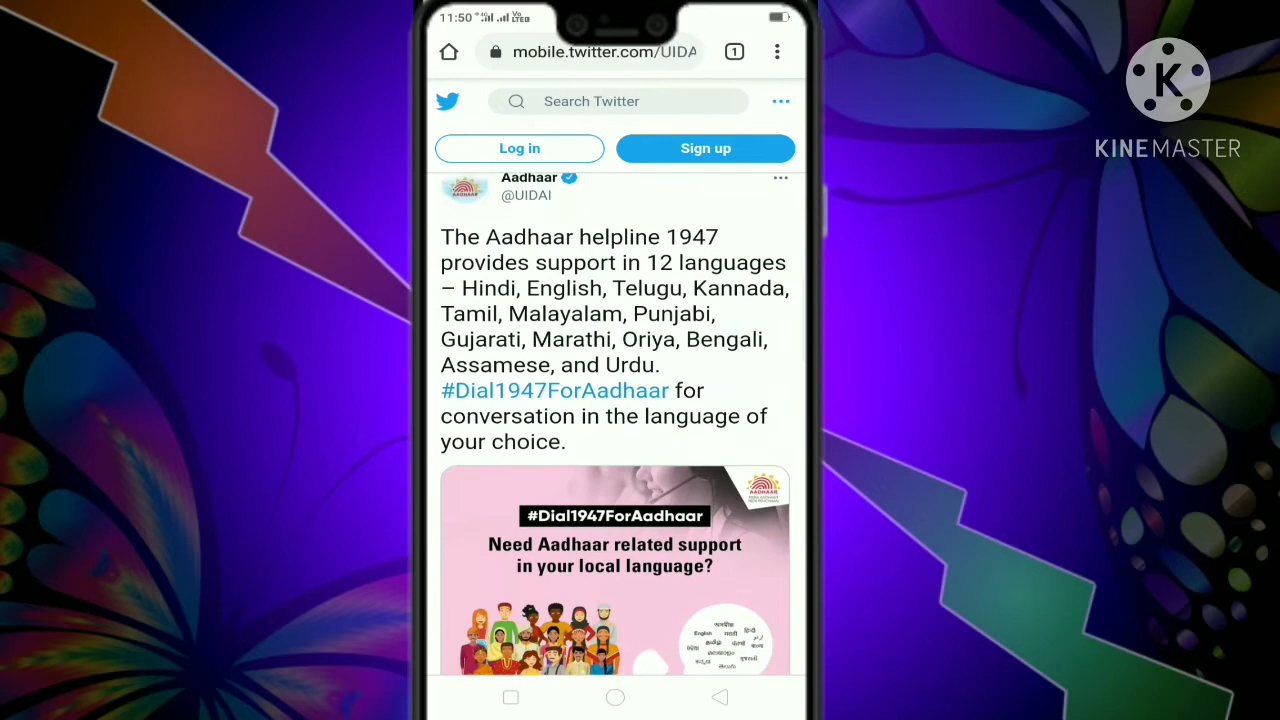 11:50
mobile.twitter.com/UIDA
1
Search Twitter
Log in
Sign up
Aadhaar
@UIDAI
The Aadhaar helpline 1947
provides support in 12 languages
– Hindi, English, Telugu, Kannada,
Tamil, Malayalam, Punjabi,
Gujarati, Marathi, Oriya, Bengali,
Assamese, and Urdu.
#Dial1947ForAadhaar for
conversation in the language of
your choice.
AADHAAR
#Dial1947ForAadhaar
Need Aadhaar related support
in your local language?
English
मराठी
हिन्दी
தமிழ்
K
KINEMASTER